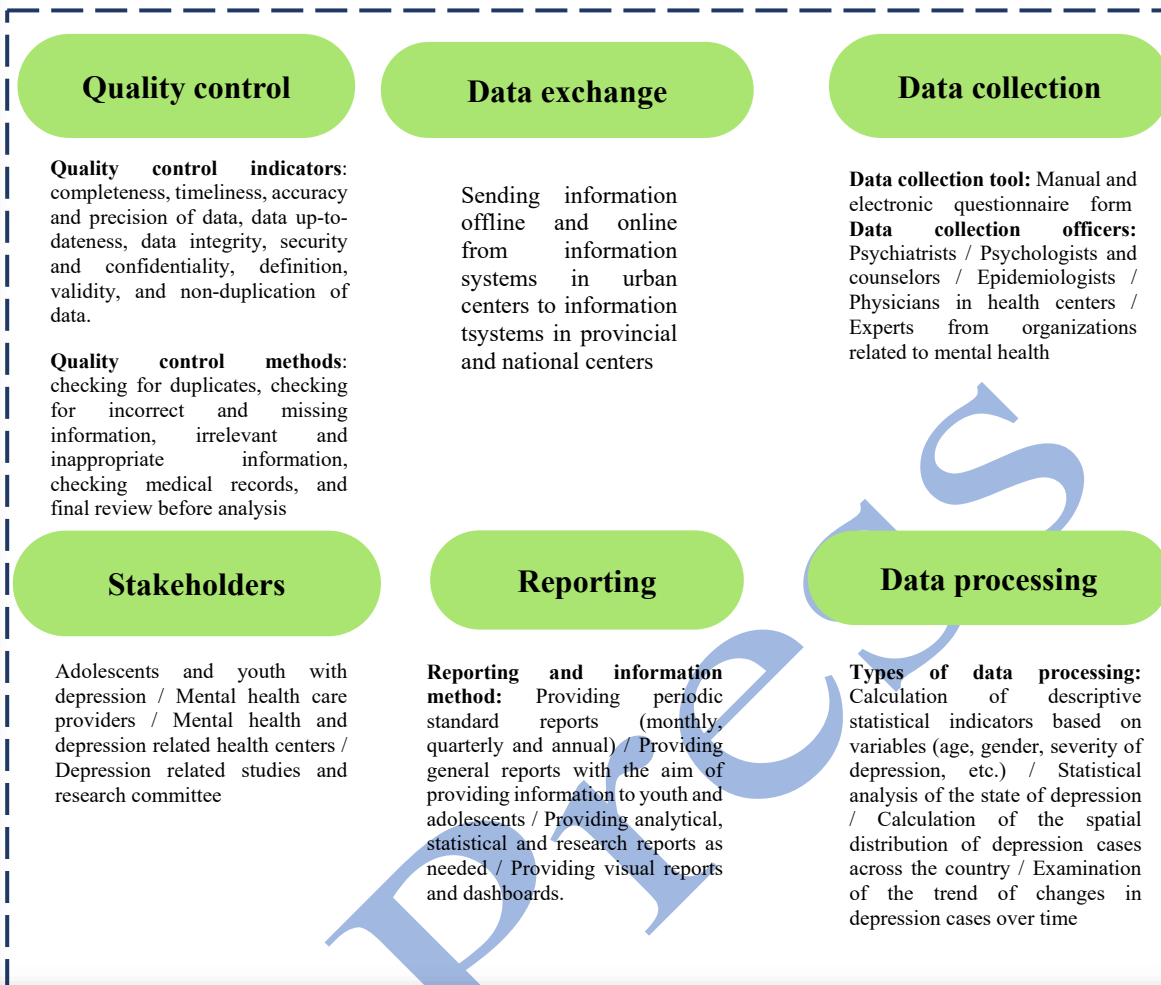 Quality control
Quality control indicators:
completeness, timeliness, accuracy
and precision of data, data up-to-
dateness, data integrity, security
and confidentiality, definition,
validity, and non-duplication of
data.
Quality control methods:
checking for duplicates, checking
for incorrect and missing
information, irrelevant and
inappropriate information,
checking medical records, and
final review before analysis
Data exchange
Sending information
offline and online
from information
systems in urban
centers to information
tsystems in provincial
and national centers
Data collection
Data collection tool: Manual and
electronic questionnaire form
Data collection officers:
Psychiatrists / Psychologists and
counselors / Epidemiologists /
Physicians in health centers /
Experts from organizations
related to mental health
Stakeholders
Adolescents and youth with
depression / Mental health care
providers / Mental health and
depression related health centers /
Depression related studies and
research committee
Reporting
Reporting and information
method: Providing periodic
standard reports (monthly,
quarterly and annual) / Providing
general reports with the aim of
providing information to youth and
adolescents / Providing analytical,
statistical and research reports as
needed / Providing visual reports
and dashboards.
Data processing
Types of data processing:
Calculation of descriptive
statistical indicators based on
variables (age, gender, severity of
depression, etc.) / Statistical
analysis of the state of depression
/ Calculation of the spatial
distribution of depression cases
across the country / Examination
of the trend of changes in
depression cases over time
Press